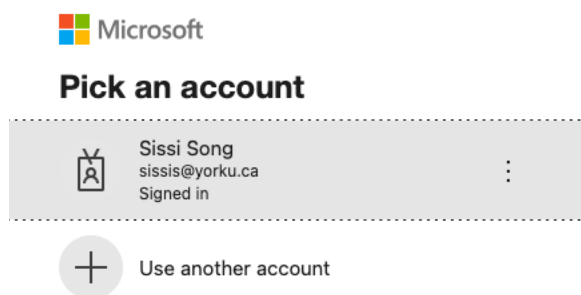 Microsoft
Pick an account
Sissi Song
sissis@yorku.ca
Signed in
Use another account